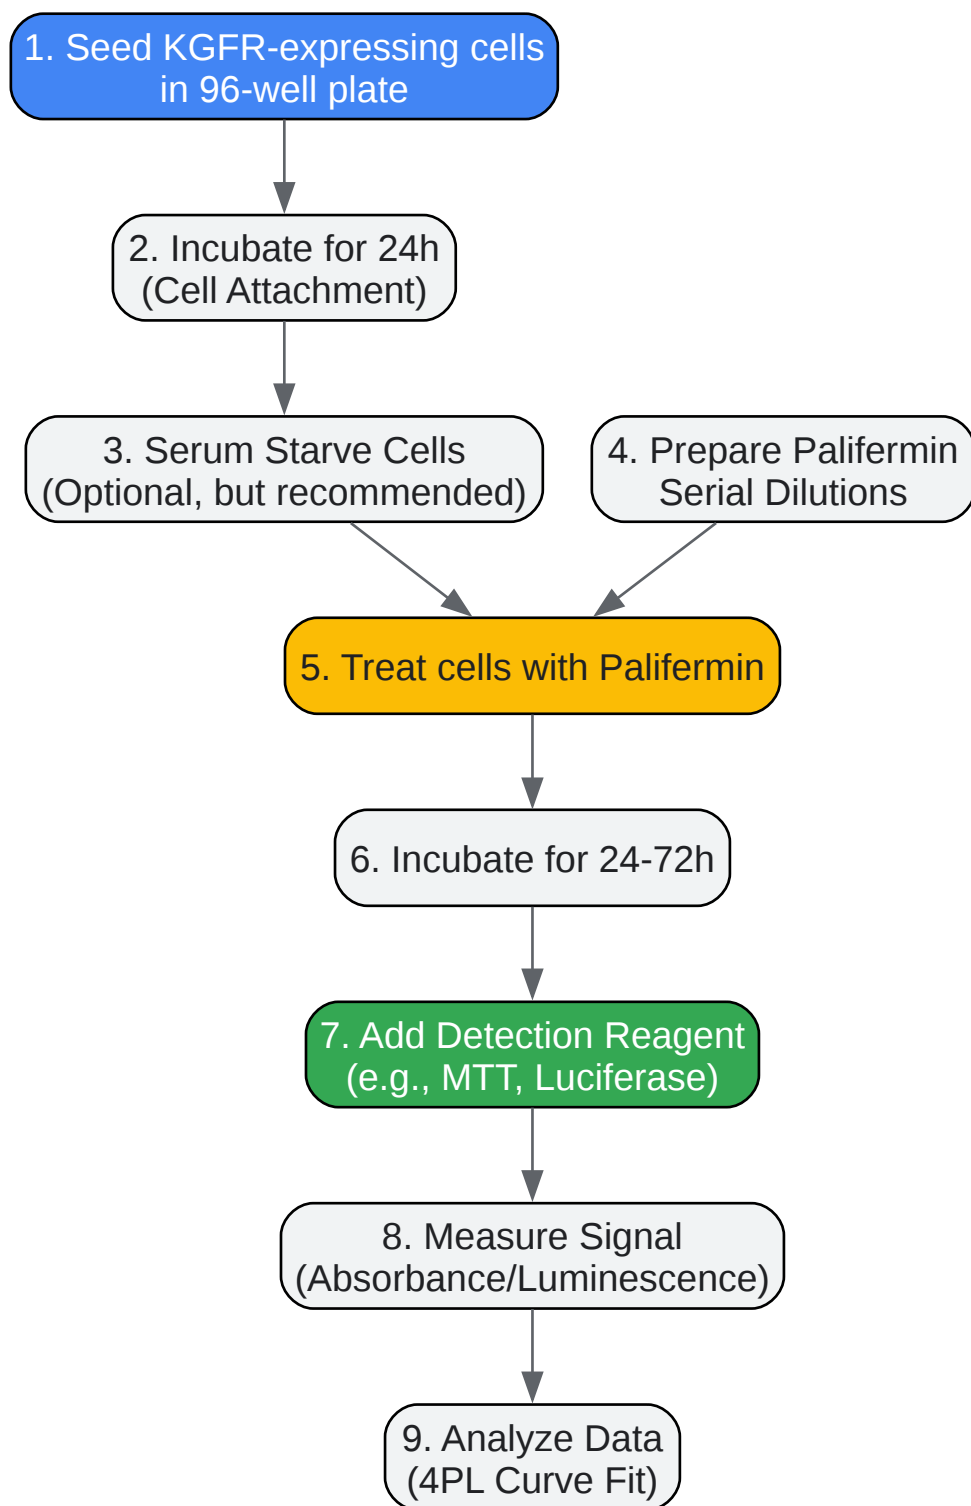 1. Seed KGFR-expressing cells
in 96-well plate
2. Incubate for 24h
(Cell Attachment)
3. Serum Starve Cells
(Optional, but recommended)
4. Prepare Palifermin
Serial Dilutions
5. Treat cells with Palifermin
6. Incubate for 24-72h
7. Add Detection Reagent
(e.g., MTT, Luciferase)
8. Measure Signal
(Absorbance/Luminescence)
9. Analyze Data
(4PL Curve Fit)